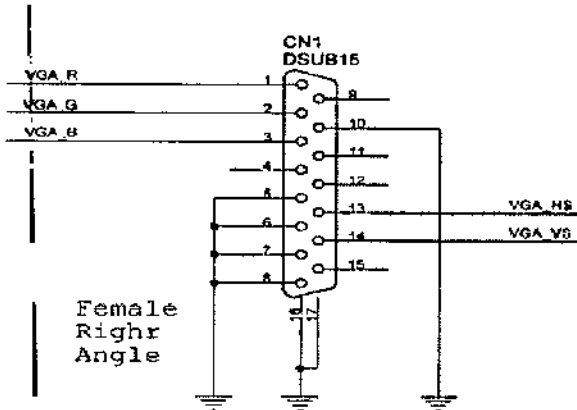 CN1
DSUB15
VGA_R
1
9
VGA_G
2
10
VGA_B
3
11
4
12
5
13
VGA_HS
6
14
VGA_VS
7
15
8
16
17
Female
Righr
Angle